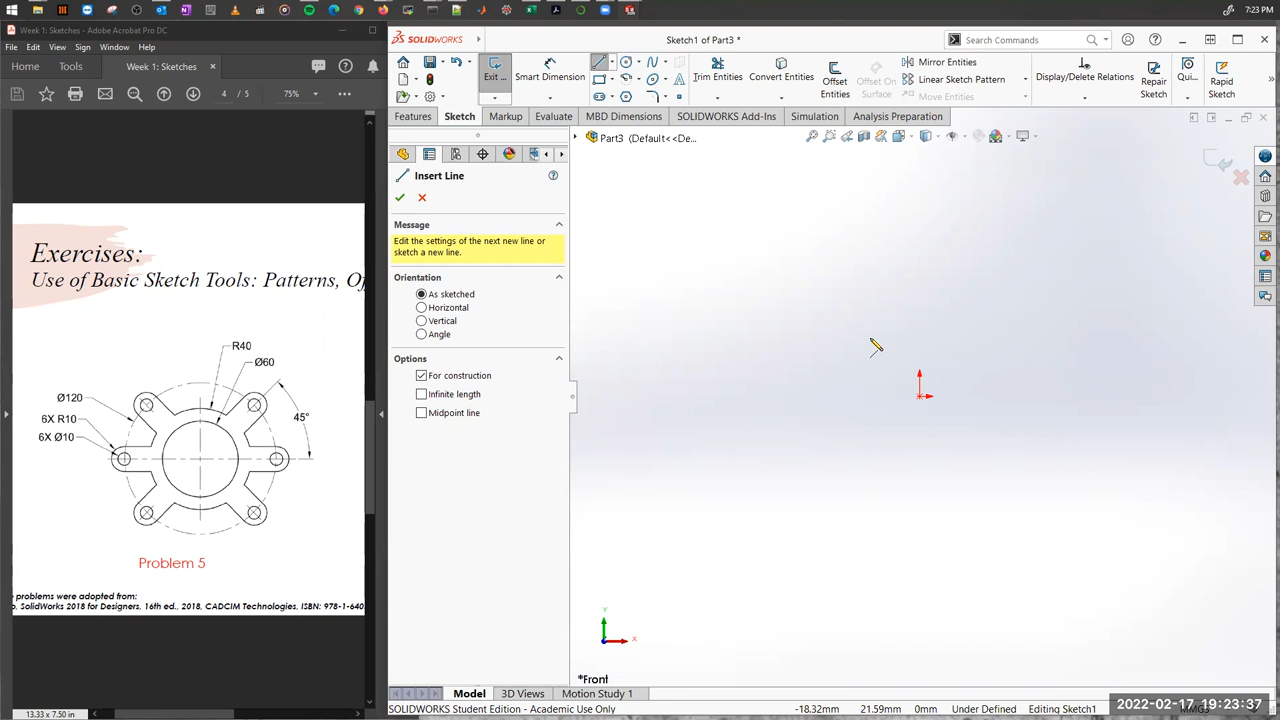 7:23 PM
Week 1: Sketches - Adobe Acrobat Pro DC
File Edit View Sign Window Help
Home Tools Week 1: Sketches ×
4 / 5 75%
Exercises:
Use of Basic Sketch Tools: Patterns, Of
R40
Ø60
Ø120
6X R10
6X Ø10
45°
Problem 5
problems were adopted from:
o, SolidWorks 2018 for Designers, 16th ed., 2018, CADCIM Technologies, ISBN: 978-1-640
13.33 x 7.50 in
SOLIDWORKS
Sketch1 of Part3 *
Search Commands
Exit ...
Smart Dimension
Trim Entities
Convert Entities
Offset Entities
Offset On Surface
Mirror Entities
Linear Sketch Pattern
Move Entities
Display/Delete Relations
Repair Sketch
Qui...
Rapid Sketch
Features Sketch Markup Evaluate MBD Dimensions SOLIDWORKS Add-Ins Simulation Analysis Preparation
Part3 (Default<<De...
Insert Line
Message
Edit the settings of the next new line or
sketch a new line.
Orientation
As sketched
Horizontal
Vertical
Angle
Options
For construction
Infinite length
Midpoint line
Y
X
*Front
Model 3D Views Motion Study 1
SOLIDWORKS Student Edition - Academic Use Only
-18.32mm 21.59mm 0mm Under Defined Editing Sketch1
2022-02-17 19:23:37